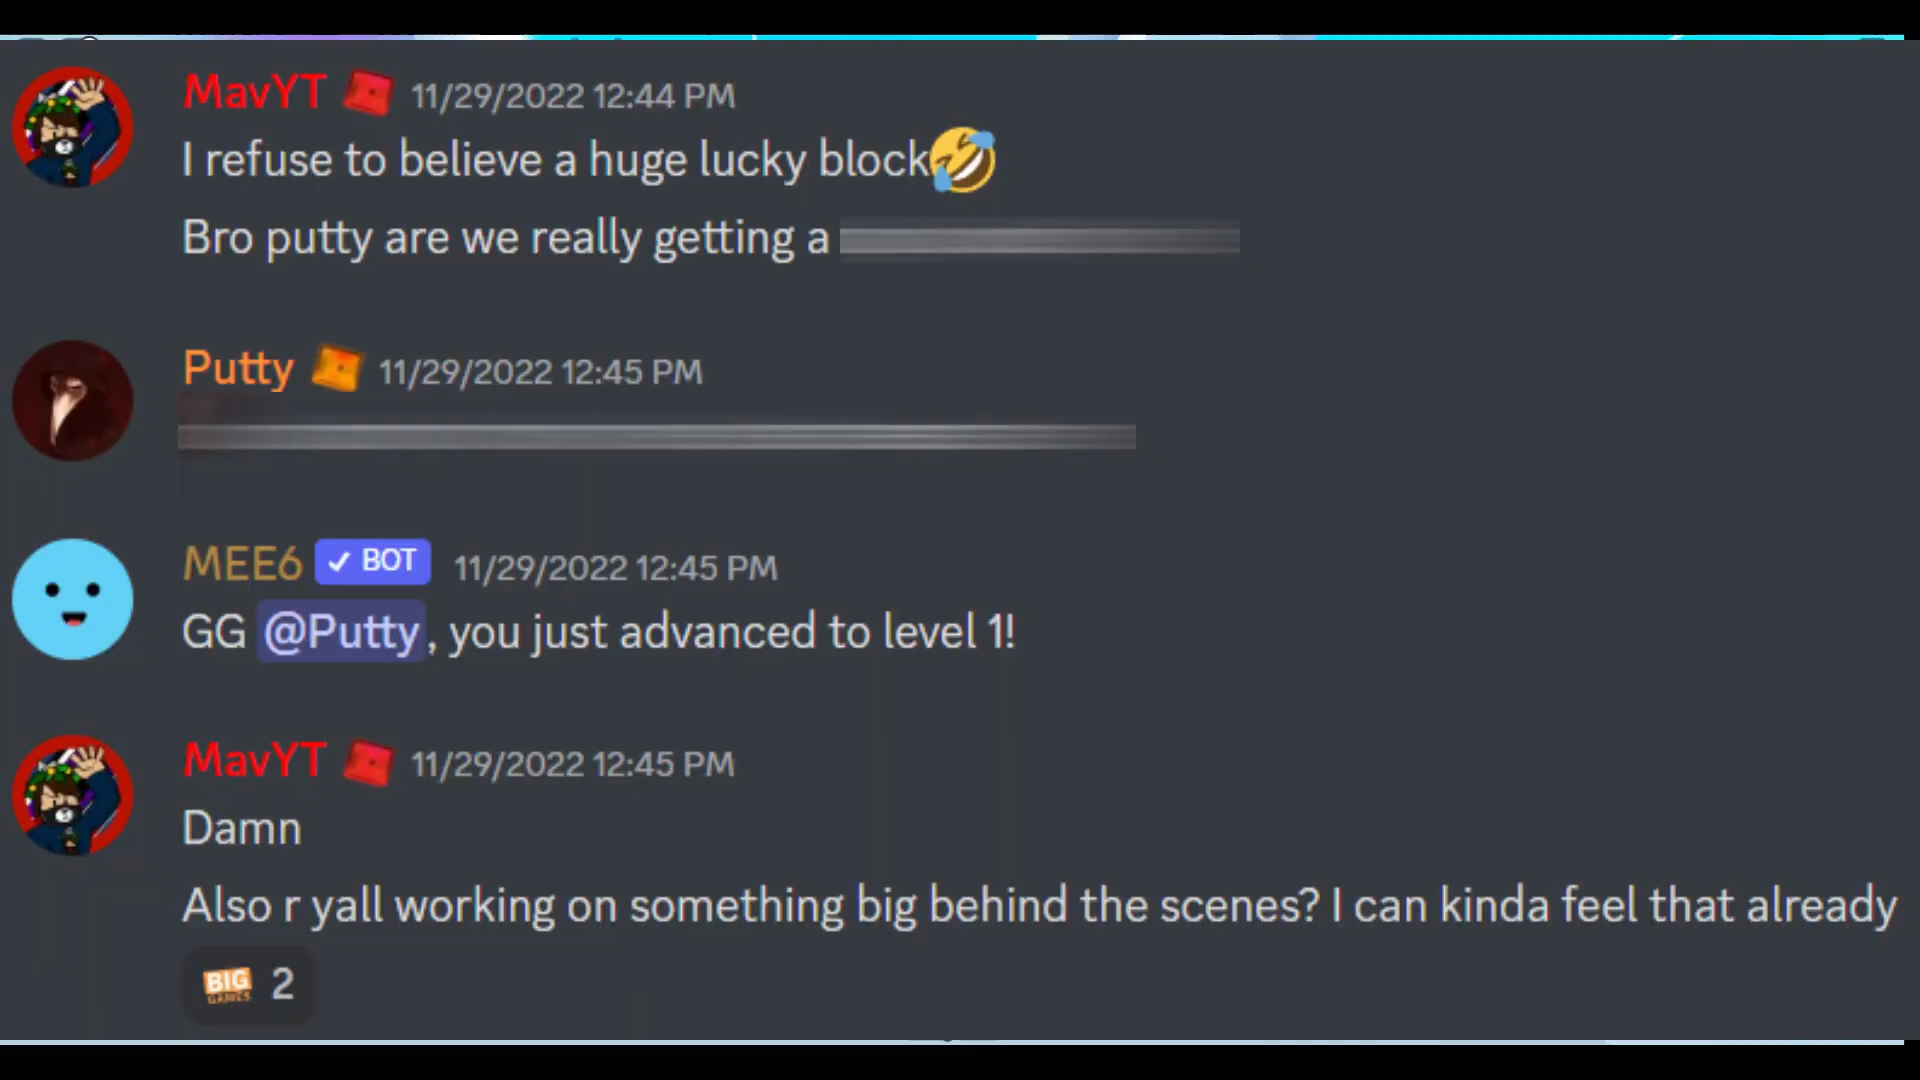 MavYT 11/29/2022 12:44 PM
I refuse to believe a huge lucky block🤣
Bro putty are we really getting a
Putty 11/29/2022 12:45 PM
MEE6 ✓ BOT 11/29/2022 12:45 PM
GG @Putty, you just advanced to level 1!
MavYT 11/29/2022 12:45 PM
Damn
Also r yall working on something big behind the scenes? I can kinda feel that already
BIG GAMES 2